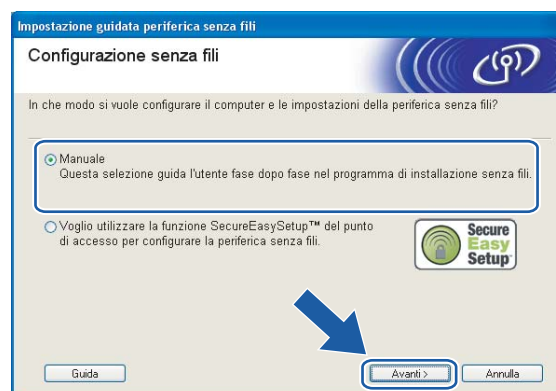 Impostazione guidata periferica senza fili
Configurazione senza fili
In che modo si vuole configurare il computer e le impostazioni della periferica senza fili?
Manuale
Questa selezione guida l'utente fase dopo fase nel programma di installazione senza fili.
Voglio utilizzare la funzione SecureEasySetup™ del punto
di accesso per configurare la periferica senza fili.
Secure
Easy
Setup
Guida
Avanti >
Annulla